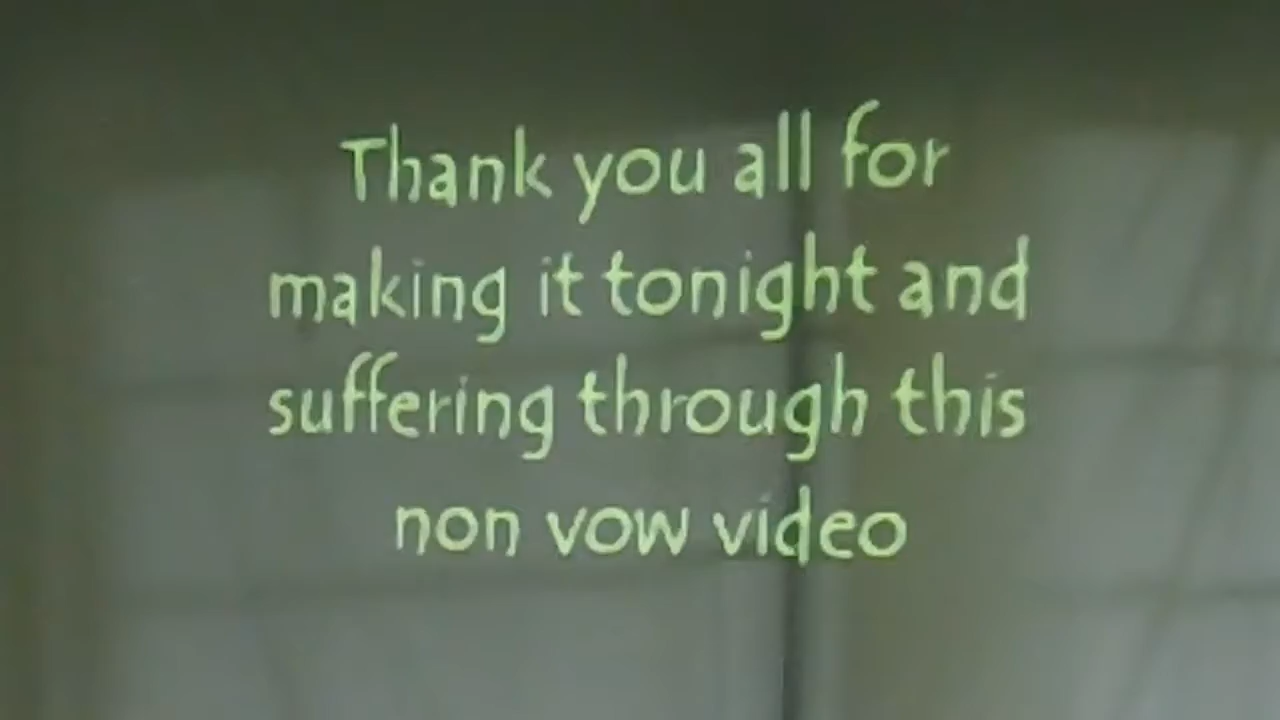 Thank you all for
making it tonight and
suffering through this
non vow video